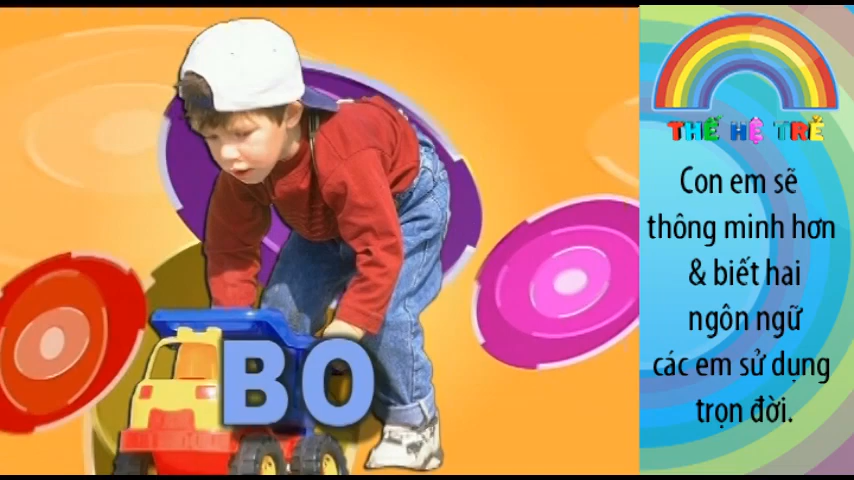 BO
THẾ HỆ TRẺ
Con em sẽ
thông minh hơn
& biết hai
ngôn ngữ
các em sử dụng
trọn đời.